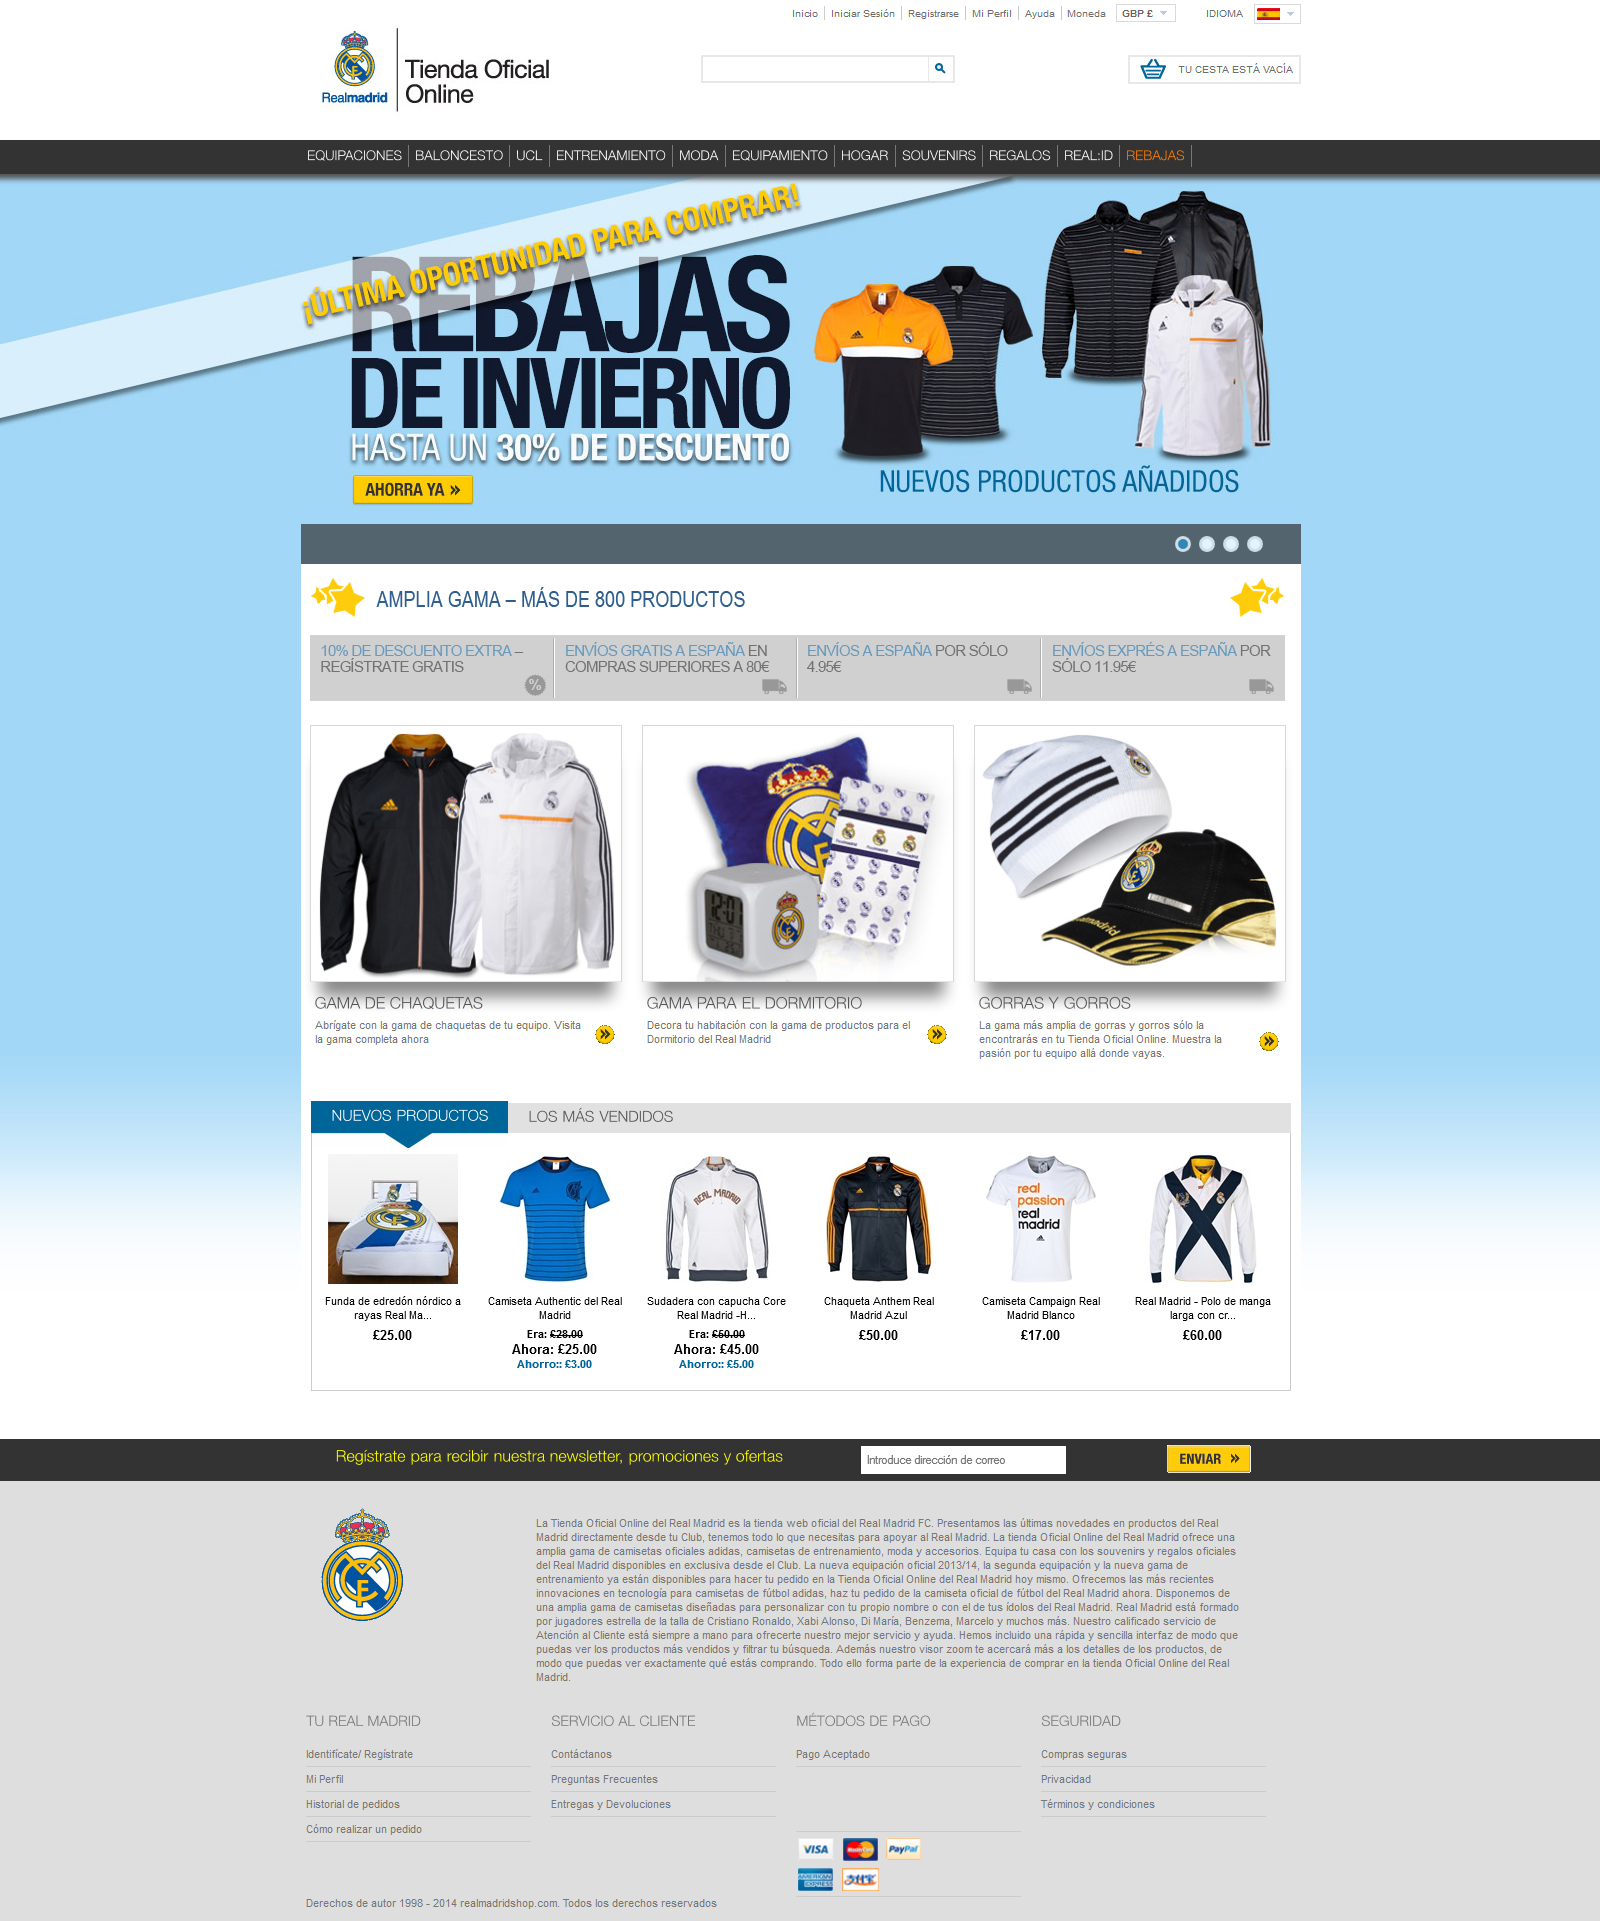 Inicio Iniciar Sesión Registrarse Mi Perfil Ayuda Moneda GBP £ IDIOMA
Realmadrid
Tienda Oficial
Online
TU CESTA ESTÁ VACÍA
EQUIPACIONES BALONCESTO UCL ENTRENAMIENTO MODA EQUIPAMIENTO HOGAR SOUVENIRS REGALOS REAL:ID REBAJAS
¡ÚLTIMA OPORTUNIDAD PARA COMPRAR!
REBAJAS
DE INVIERNO
HASTA UN 30% DE DESCUENTO
AHORRA YA »
NUEVOS PRODUCTOS AÑADIDOS
AMPLIA GAMA – MÁS DE 800 PRODUCTOS
10% DE DESCUENTO EXTRA –
REGÍSTRATE GRATIS
%
ENVÍOS GRATIS A ESPAÑA EN
COMPRAS SUPERIORES A 80€
ENVÍOS A ESPAÑA POR SÓLO
4.95€
ENVÍOS EXPRÉS A ESPAÑA POR
SÓLO 11.95€
GAMA DE CHAQUETAS
Abrígate con la gama de chaquetas de tu equipo. Visita
la gama completa ahora
GAMA PARA EL DORMITORIO
Decora tu habitación con la gama de productos para el
Dormitorio del Real Madrid
GORRAS Y GORROS
La gama más amplia de gorras y gorros sólo la
encontrarás en tu Tienda Oficial Online. Muestra la
pasión por tu equipo allá donde vayas.
NUEVOS PRODUCTOS LOS MÁS VENDIDOS
REAL MADRID
real
passion
real
madrid
Funda de edredón nórdico a
rayas Real Ma...
£25.00
Camiseta Authentic del Real
Madrid
Era: £28.00
Ahora: £25.00
Ahorro:: £3.00
Sudadera con capucha Core
Real Madrid -H...
Era: £50.00
Ahora: £45.00
Ahorro:: £5.00
Chaqueta Anthem Real
Madrid Azul
£50.00
Camiseta Campaign Real
Madrid Blanco
£17.00
Real Madrid - Polo de manga
larga con cr...
£60.00
Regístrate para recibir nuestra newsletter, promociones y ofertas
Introduce dirección de correo
ENVIAR »
La Tienda Oficial Online del Real Madrid es la tienda web oficial del Real Madrid FC. Presentamos las últimas novedades en productos del Real
Madrid directamente desde tu Club, tenemos todo lo que necesitas para apoyar al Real Madrid. La tienda Oficial Online del Real Madrid ofrece una
amplia gama de camisetas oficiales adidas, camisetas de entrenamiento, moda y accesorios. Equipa tu casa con los souvenirs y regalos oficiales
del Real Madrid disponibles en exclusiva desde el Club. La nueva equipación oficial 2013/14, la segunda equipación y la nueva gama de
entrenamiento ya están disponibles para hacer tu pedido en la Tienda Oficial Online del Real Madrid hoy mismo. Ofrecemos las más recientes
innovaciones en tecnología para camisetas de fútbol adidas, haz tu pedido de la camiseta oficial de fútbol del Real Madrid ahora. Disponemos de
una amplia gama de camisetas diseñadas para personalizar con tu propio nombre o con el de tus ídolos del Real Madrid. Real Madrid está formado
por jugadores estrella de la talla de Cristiano Ronaldo, Xabi Alonso, Di María, Benzema, Marcelo y muchos más. Nuestro calificado servicio de
Atención al Cliente está siempre a mano para ofrecerte nuestro mejor servicio y ayuda. Hemos incluido una rápida y sencilla interfaz de modo que
puedas ver los productos más vendidos y filtrar tu búsqueda. Además nuestro visor zoom te acercará más a los detalles de los productos, de
modo que puedas ver exactamente qué estás comprando. Todo ello forma parte de la experiencia de comprar en la tienda Oficial Online del Real
Madrid.
TU REAL MADRID
Identifícate/ Regístrate
Mi Perfil
Historial de pedidos
Cómo realizar un pedido
SERVICIO AL CLIENTE
Contáctanos
Preguntas Frecuentes
Entregas y Devoluciones
MÉTODOS DE PAGO
Pago Aceptado
VISA MasterCard PayPal
AMERICAN EXPRESS
SEGURIDAD
Compras seguras
Privacidad
Términos y condiciones
Derechos de autor 1998 - 2014 realmadridshop.com. Todos los derechos reservados